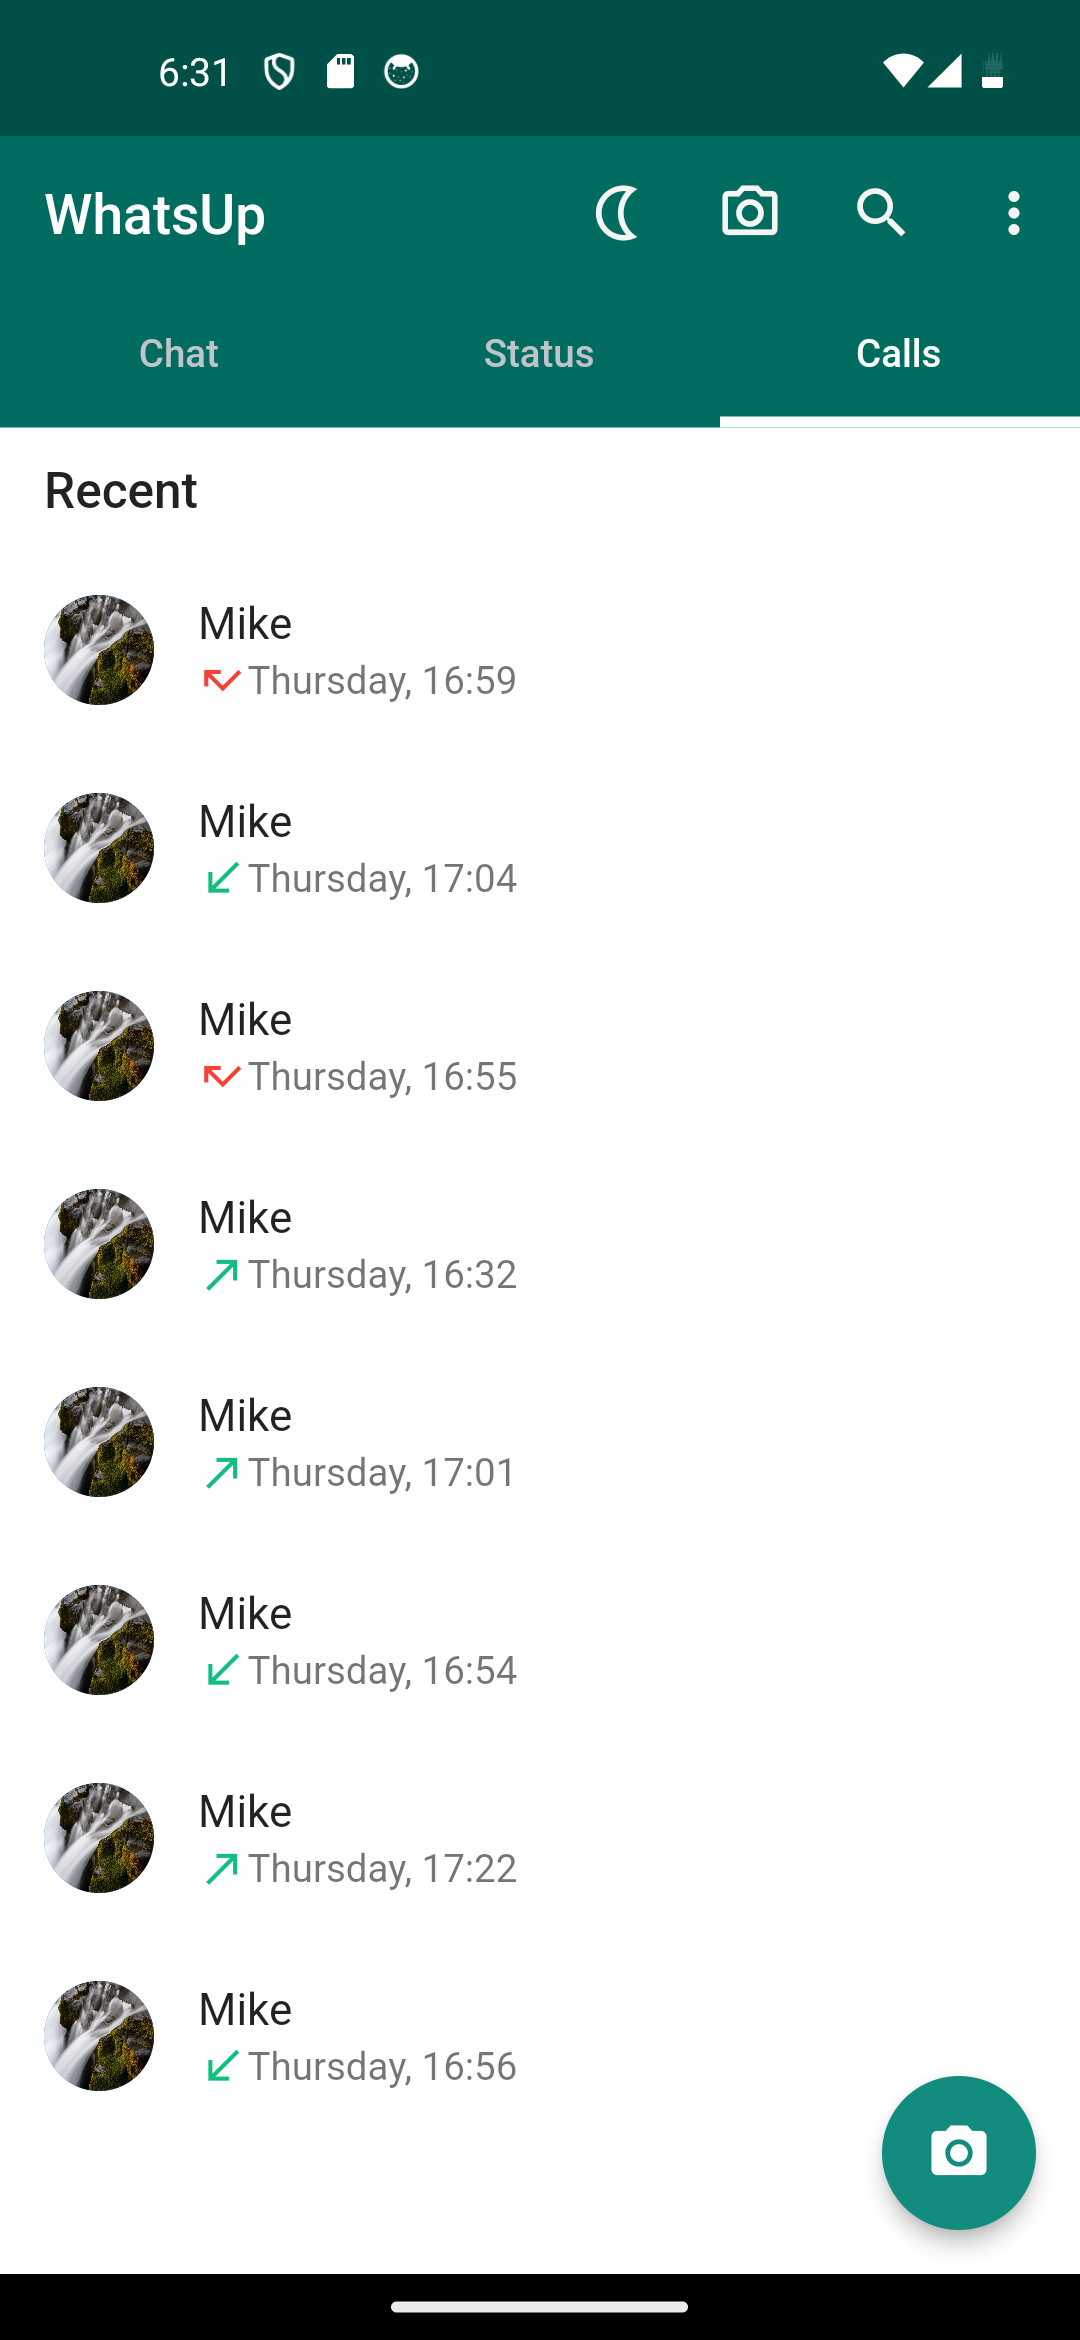 6:31
WhatsUp
Chat Status Calls
Recent
Mike
Thursday, 16:59
Mike
Thursday, 17:04
Mike
Thursday, 16:55
Mike
Thursday, 16:32
Mike
Thursday, 17:01
Mike
Thursday, 16:54
Mike
Thursday, 17:22
Mike
Thursday, 16:56